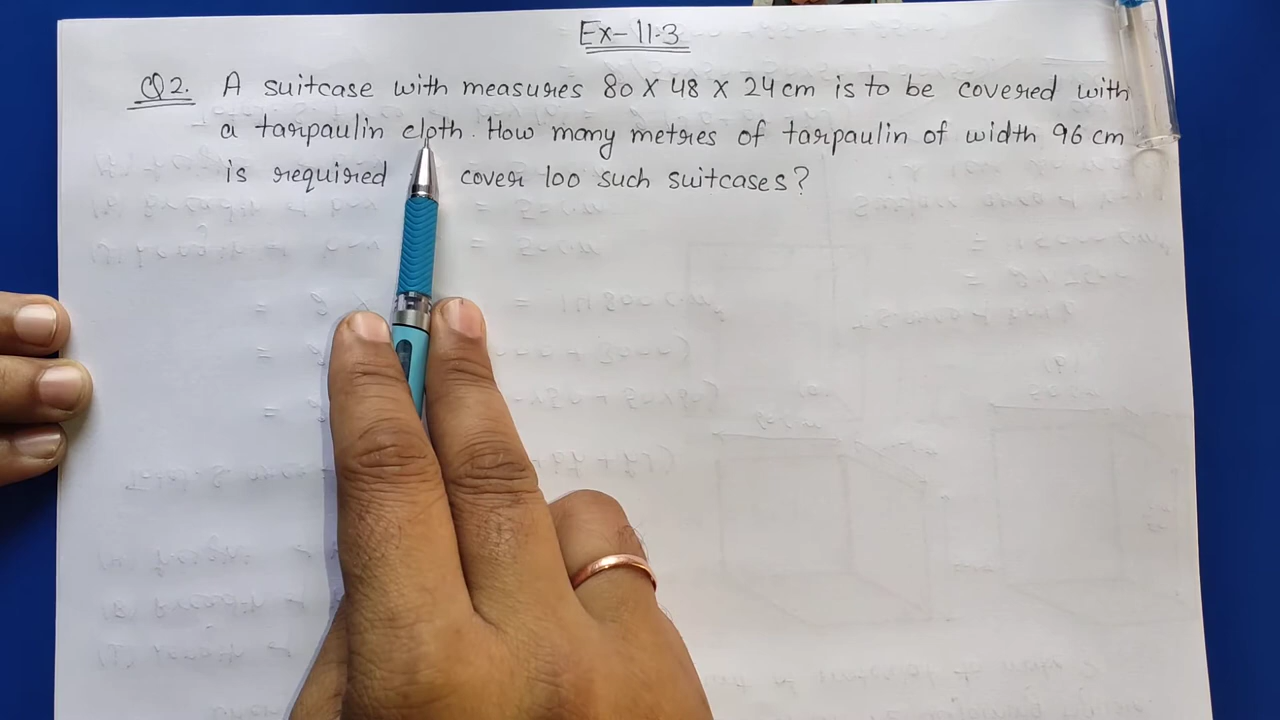 Ex-11.3
Q2. A suitcase with measures 80 X 48 X 24 cm is to be covered with
a tarpaulin cloth. How many metres of tarpaulin of width 96 cm
is required cover 100 such suitcases?